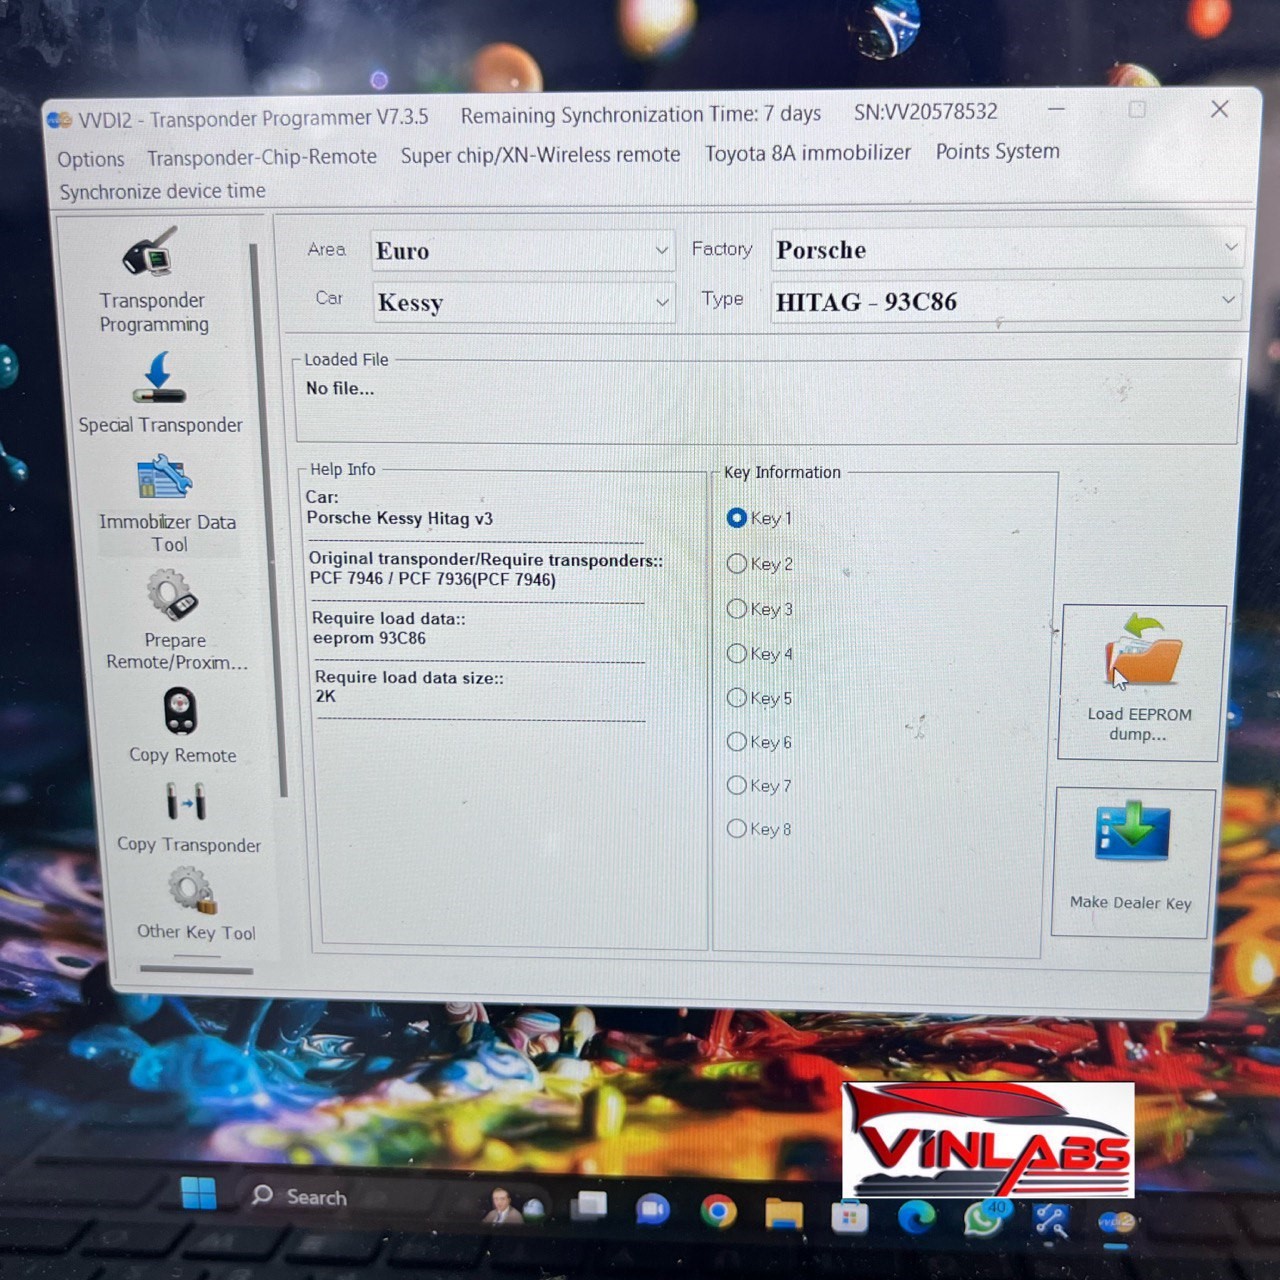 VVDI2 - Transponder Programmer V7.3.5 Remaining Synchronization Time: 7 days SN:VV20578532
Options Transponder-Chip-Remote Super chip/XN-Wireless remote Toyota 8A immobilizer Points System
Synchronize device time
Transponder
Programming
Special Transponder
Immobilizer Data
Tool
Prepare
Remote/Proxim...
Copy Remote
Copy Transponder
Other Key Tool
Area Euro Factory Porsche
Car Kessy Type HITAG - 93C86
Loaded File
No file...
Help Info
Car:
Porsche Kessy Hitag v3
Original transponder/Require transponders::
PCF 7946 / PCF 7936(PCF 7946)
Require load data::
eeprom 93C86
Require load data size::
2K
Key Information
Key 1
Key 2
Key 3
Key 4
Key 5
Key 6
Key 7
Key 8
Load EEPROM
dump...
Make Dealer Key
VINLABS
Search
40
VVDI2